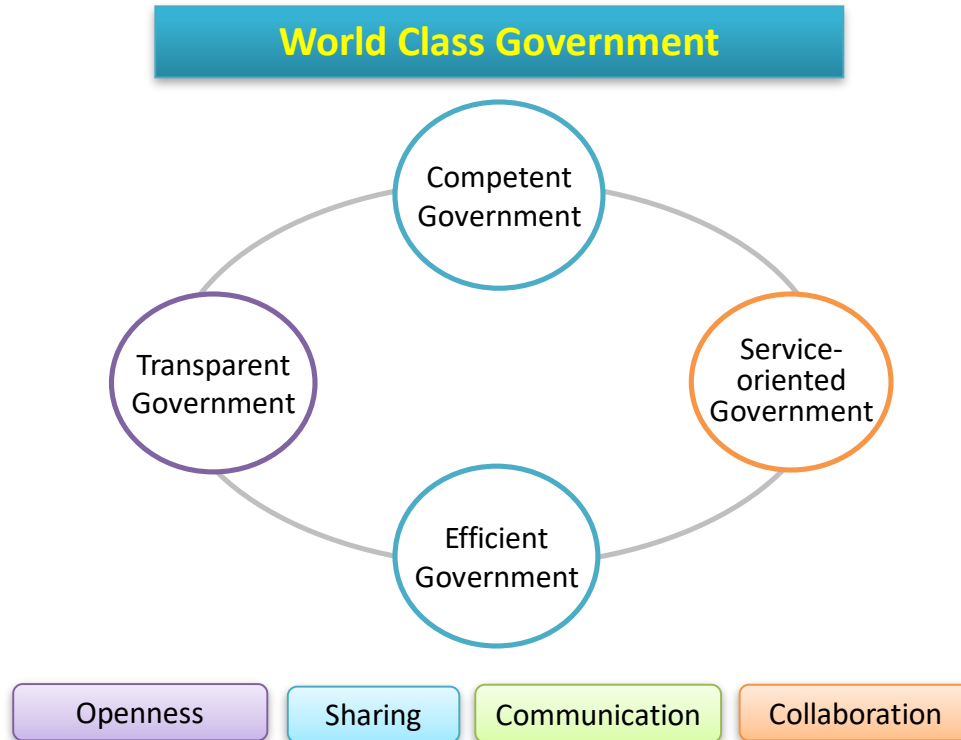 World Class Government
Competent
Government
Transparent
Government
Service-
oriented
Government
Efficient
Government
Openness
Sharing
Communication
Collaboration